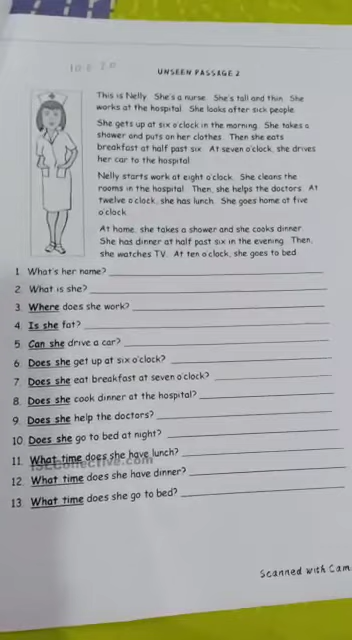 10.6.20
UNSEEN PASSAGE 2
This is Nelly. She's a nurse. She's tall and thin. She
works at the hospital. She looks after sick people.
She gets up at six o'clock in the morning. She takes a
shower and puts on her clothes. Then she eats
breakfast at half past six. At seven o'clock, she drives
her car to the hospital.
Nelly starts work at eight o'clock. She cleans the
rooms in the hospital. Then, she helps the doctors. At
twelve o'clock, she has lunch. She goes home at five
o'clock.
At home, she takes a shower and she cooks dinner.
She has dinner at half past six in the evening. Then,
she watches TV. At ten o'clock, she goes to bed.
1. What's her name?
2. What is she?
3. Where does she work?
4. Is she fat?
5. Can she drive a car?
6. Does she get up at six o'clock?
7. Does she eat breakfast at seven o'clock?
8. Does she cook dinner at the hospital?
9. Does she help the doctors?
10. Does she go to bed at night?
11. What time does she have lunch?
iSLCollective.com
12. What time does she have dinner?
13. What time does she go to bed?
Scanned with Cam